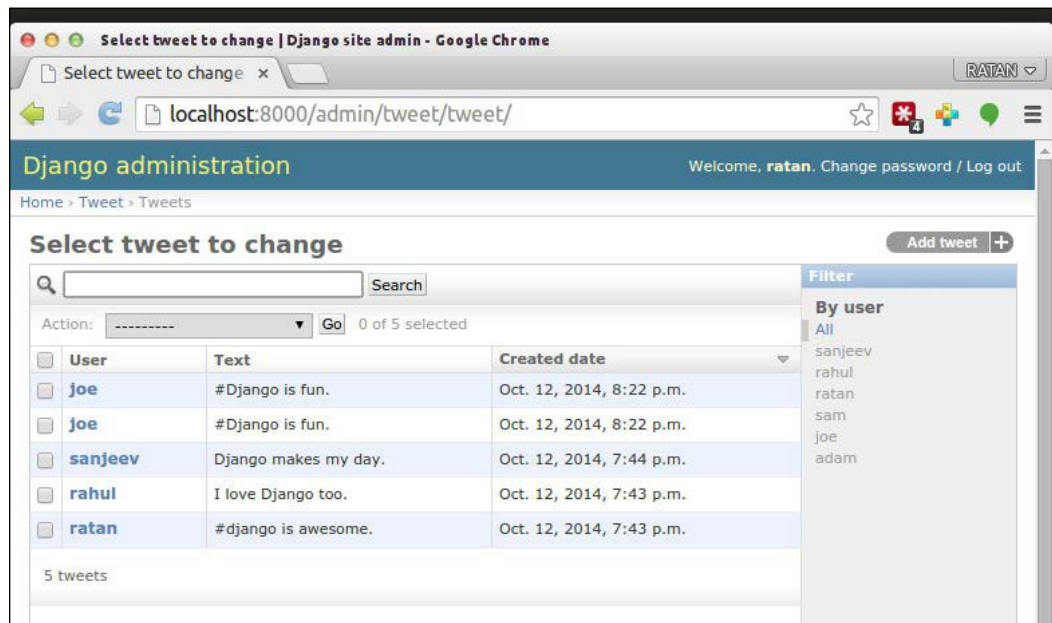 Select tweet to change | Django site admin - Google Chrome
Select tweet to change x
RATAN
localhost:8000/admin/tweet/tweet/
4
Django administration
Welcome, ratan. Change password / Log out
Home › Tweet › Tweets
Select tweet to change
Add tweet +
Search
Filter
Action: --------- Go 0 of 5 selected
By user
All
sanjeev
rahul
ratan
sam
joe
adam
User Text Created date
joe #Django is fun. Oct. 12, 2014, 8:22 p.m.
joe #Django is fun. Oct. 12, 2014, 8:22 p.m.
sanjeev Django makes my day. Oct. 12, 2014, 7:44 p.m.
rahul I love Django too. Oct. 12, 2014, 7:43 p.m.
ratan #django is awesome. Oct. 12, 2014, 7:43 p.m.
5 tweets